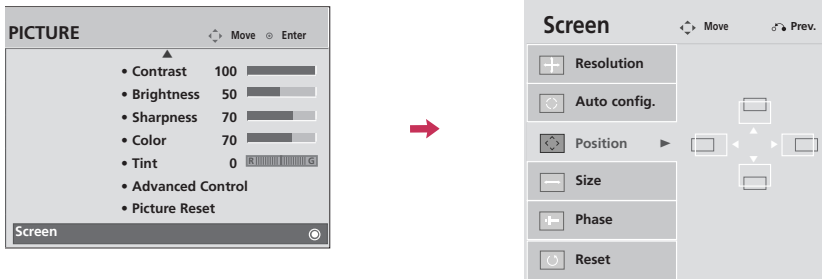 PICTURE Move Enter
• Contrast 100
• Brightness 50
• Sharpness 70
• Color 70
• Tint 0 R G
• Advanced Control
• Picture Reset
Screen
Screen Move Prev.
Resolution
Auto config.
Position
Size
Phase
Reset